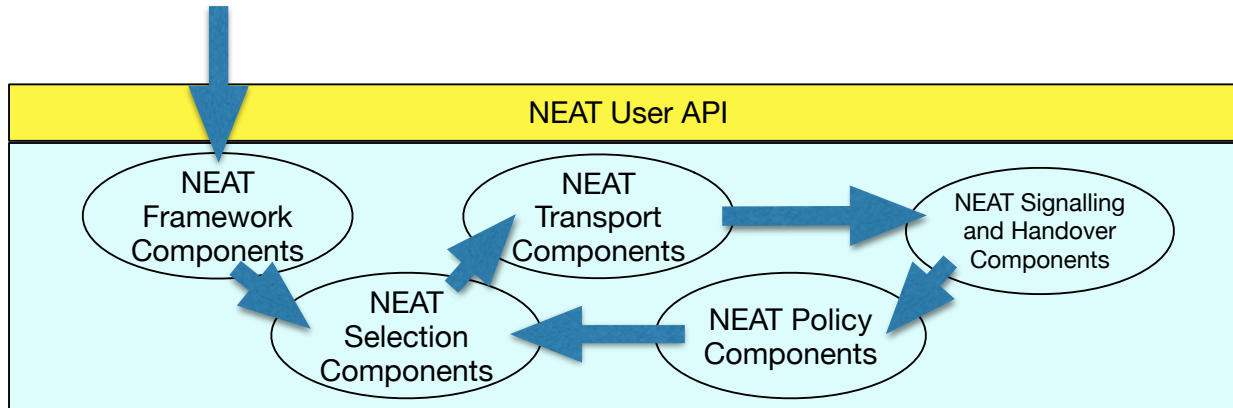 NEAT User API
NEAT
Framework
Components
NEAT
Transport
Components
NEAT Signalling
and Handover
Components
NEAT
Selection
Components
NEAT Policy
Components